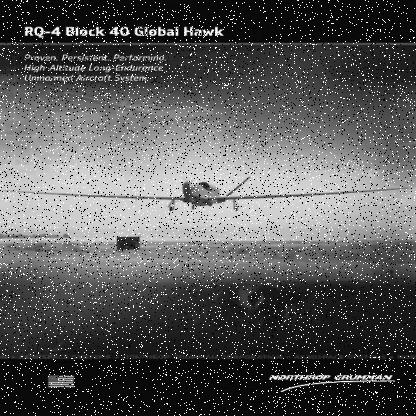 RQ-4 Block 40 Global Hawk
Proven. Persistent. Performing.
High-Altitude Long-Endurance
Unmanned Aircraft System
NORTHROP GRUMMAN